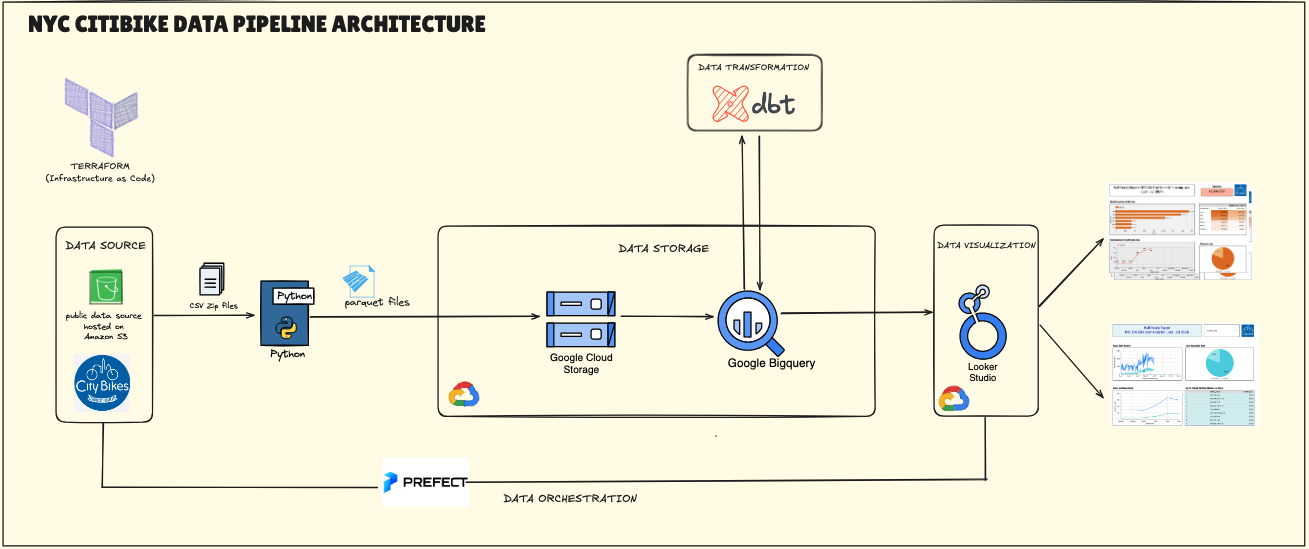 NYC CITIBIKE DATA PIPELINE ARCHITECTURE
DATA TRANSFORMATION
dbt
TERRAFORM
(Infrastructure as Code)
DATA SOURCE
public data source
hosted on
Amazon S3
City Bikes
CSV Zip files
Python
Python
parquet files
DATA STORAGE
Google Cloud
Storage
Google Bigquery
DATA VISUALIZATION
Looker
Studio
PREFECT
DATA ORCHESTRATION